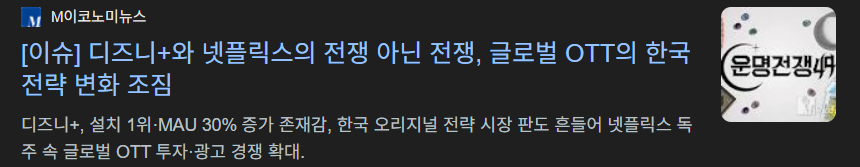 M이코노미뉴스
[이슈] 디즈니+와 넷플릭스의 전쟁 아닌 전쟁, 글로벌 OTT의 한국
전략 변화 조짐
디즈니+, 설치 1위·MAU 30% 증가 존재감, 한국 오리지널 전략 시장 판도 흔들어 넷플릭스 독
주 속 글로벌 OTT 투자·광고 경쟁 확대.
운명전쟁49